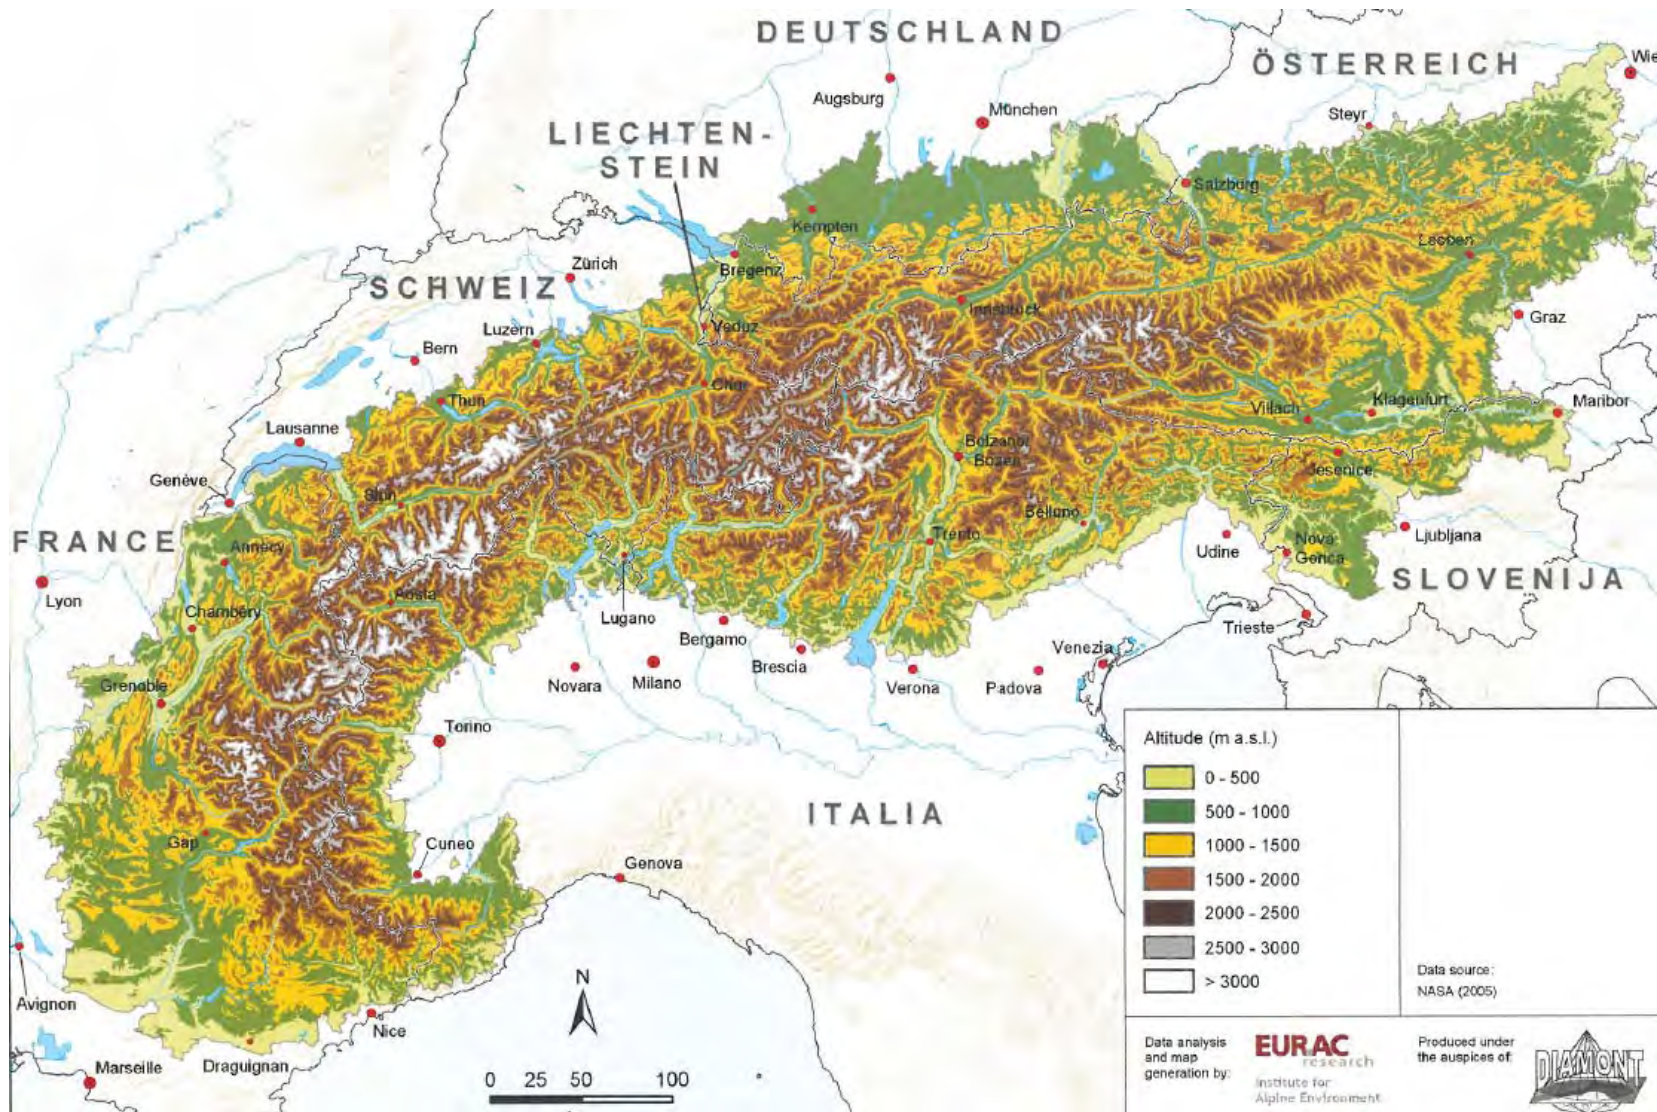 DEUTSCHLAND
ÖSTERREICH
Wie
Augsburg
München
Steyr
LIECHTEN-
STEIN
Salzburg
Kempten
Leoben
Bregenz
Zürich
SCHWEIZ
Innsbruck
Graz
Luzern
Vaduz
Bern
Chur
Thun
Villach
Klagenfurt
Maribor
Lausanne
Bolzano/
Bozen
Jesenice
Genève
Sion
Belluno
FRANCE
Annecy
Trento
Udine
Nova
Gorica
Ljubljana
SLOVENIJA
Lyon
Aosta
Chambéry
Lugano
Bergamo
Trieste
Venezia
Brescia
Grenoble
Novara
Milano
Verona
Padova
Torino
ITALIA
Gap
Cuneo
Genova
Avignon
Nice
Marseille
Draguignan
N
0 25 50 100
Altitude (m a.s.l.)
0 - 500
500 - 1000
1000 - 1500
1500 - 2000
2000 - 2500
2500 - 3000
> 3000
Data source:
NASA (2005)
Data analysis
and map
generation by:
EURAC
research
Institute for
Alpine Environment
Produced under
the auspices of:
DIAMONT